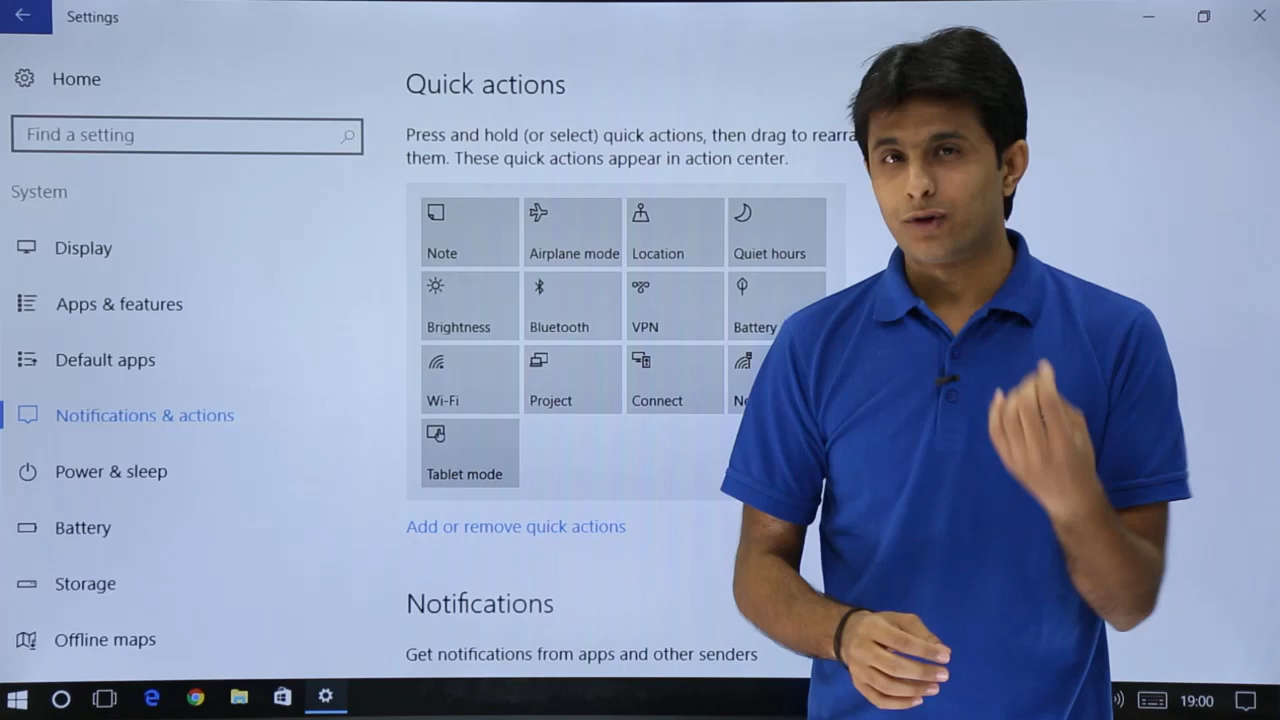 Settings
Home
Find a setting
System
Display
Apps & features
Default apps
Notifications & actions
Power & sleep
Battery
Storage
Offline maps
Quick actions
Press and hold (or select) quick actions, then drag to
them. These quick actions appear in action center.
Note
Airplane mode
Location
Quiet hours
Brightness
Bluetooth
VPN
Battery
Wi-Fi
Project
Connect
Tablet mode
Add or remove quick actions
Notifications
Get notifications from apps and other senders
19:00